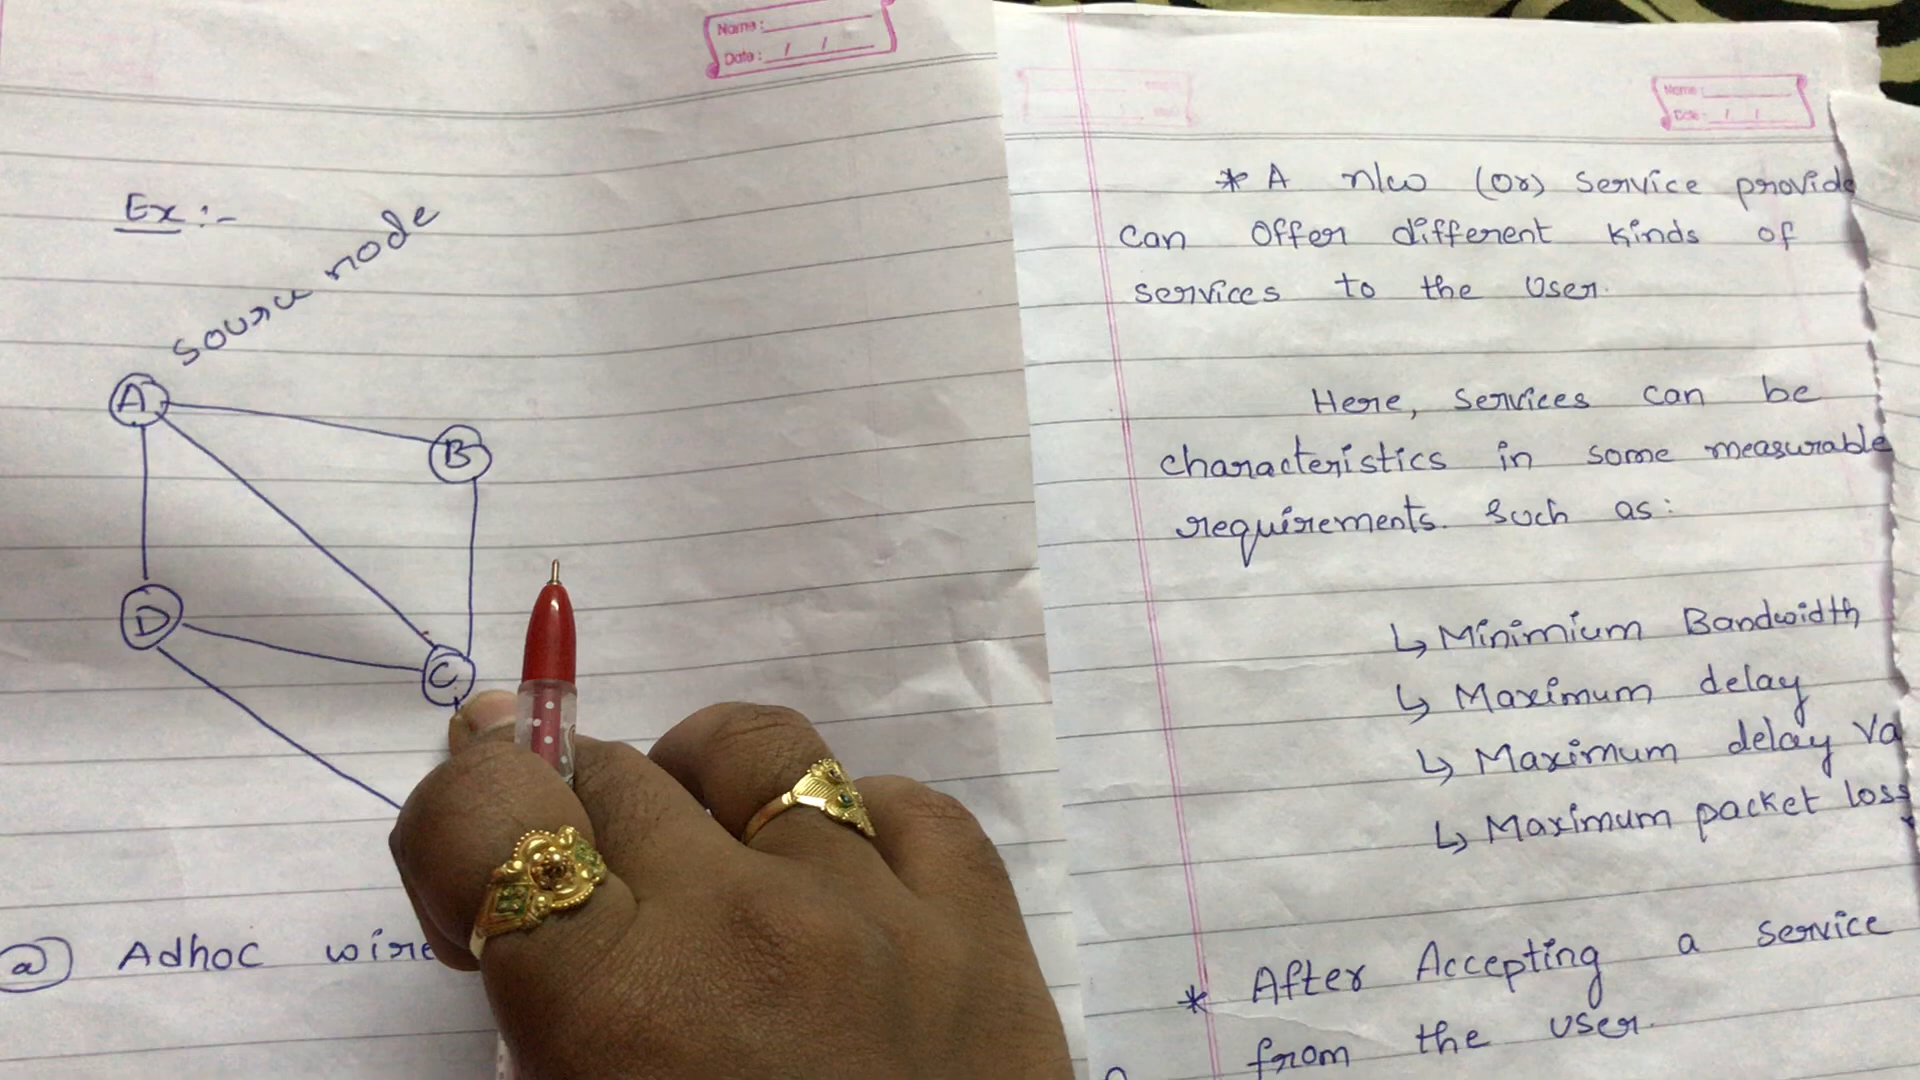 Name :
Date : / /
Ex :-
Source node
A
B
D
C
a) Adhoc
Name :
Date : / /
* A n/w (or) service provide
can Offer different kinds of
services to the User.
Here, services can be
characteristics in some measurable
requirements. Such as :
↳ Minimium Bandwidth
↳ Maximum delay
↳ Maximum delay va
↳ Maximum packet loss
* After Accepting a service
from the user.